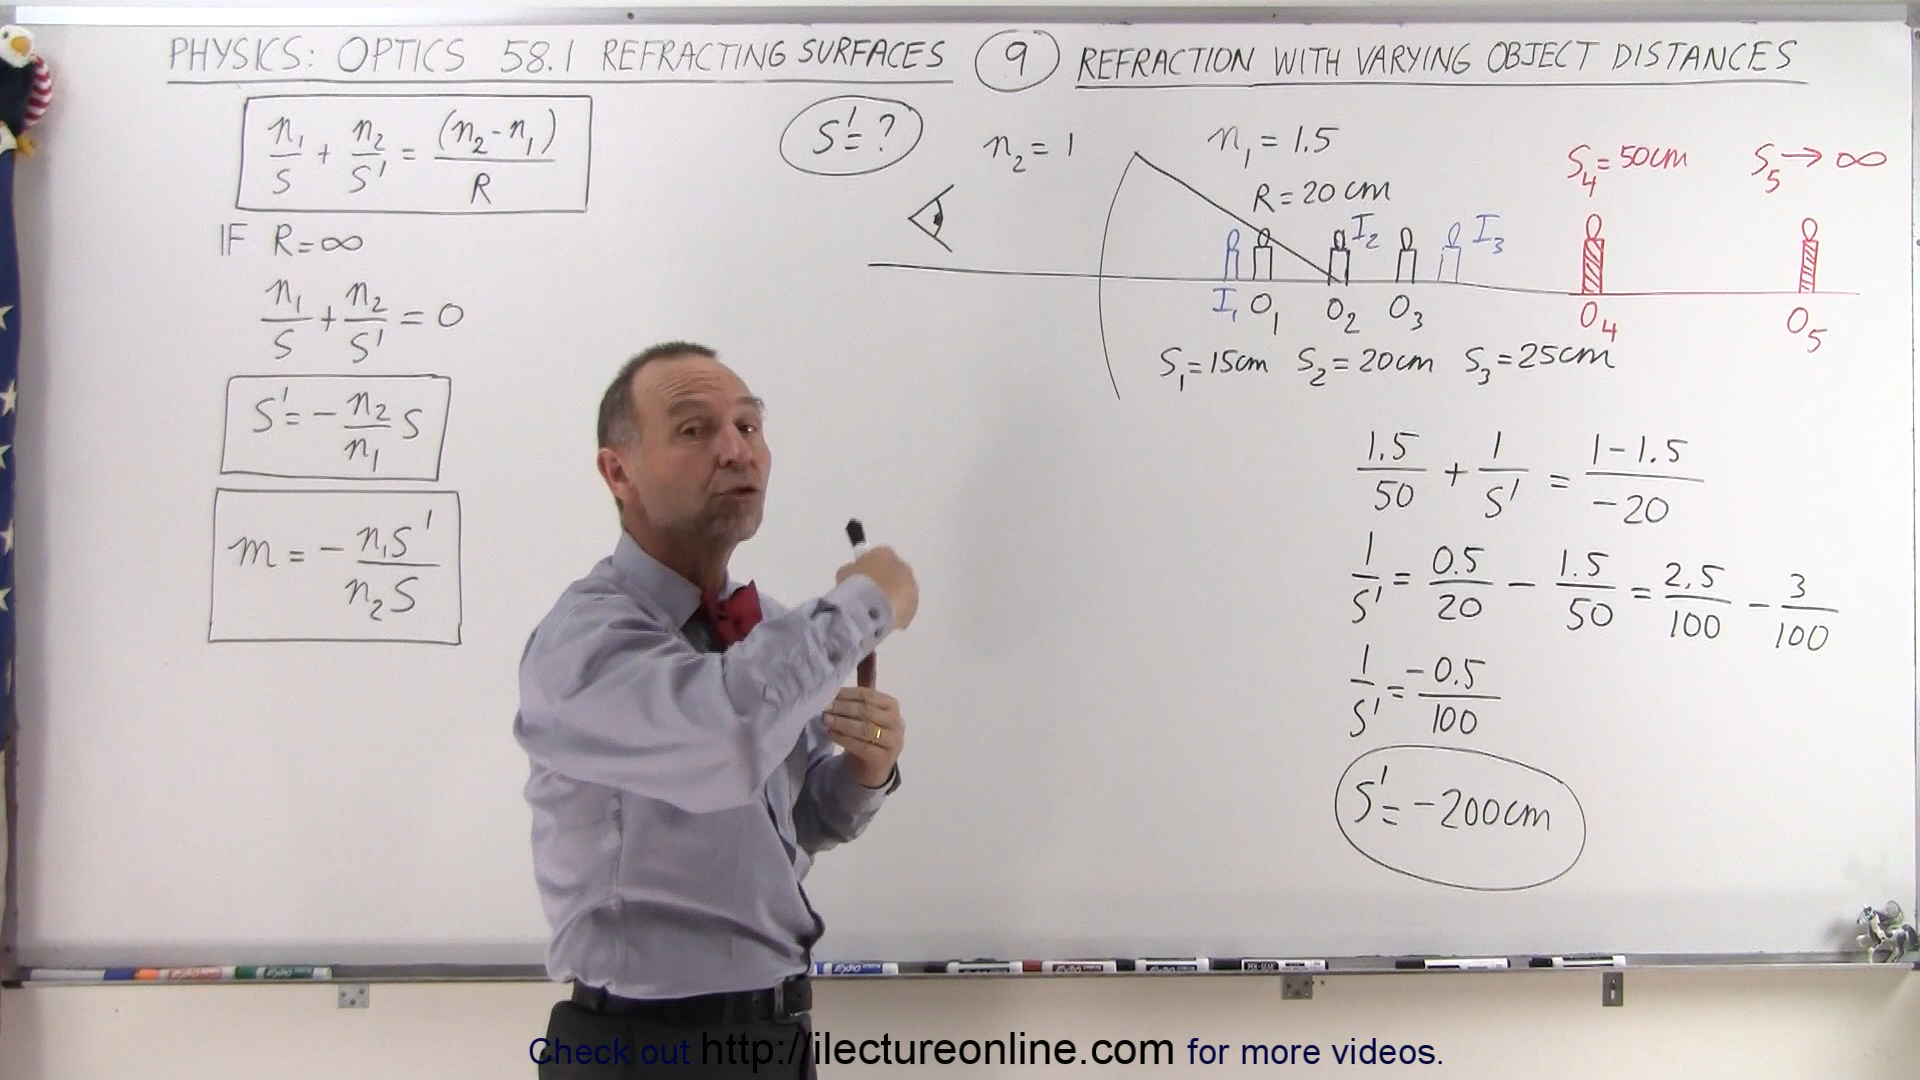 PHYSICS: OPTICS 58.1 REFRACTING SURFACES 9 REFRACTION WITH VARYING OBJECT DISTANCES
n₁/S + n₂/S' = (n₂-n₁)/R
IF R=∞
n₁/S + n₂/S' = 0
S' = - n₂/n₁ S
m = - n₁S'/n₂S
S' = ?
n₂ = 1
n₁ = 1.5
R = 20 cm
S₄ = 50cm
S₅ → ∞
I₂
I₃
I₁ O₁ O₂ O₃ O₄ O₅
S₁ = 15cm S₂ = 20cm S₃ = 25cm
1.5/50 + 1/S' = 1-1.5/-20
1/S' = 0.5/20 - 1.5/50 = 2.5/100 - 3/100
1/S' = -0.5/100
S' = -200cm
Check out http://ilectureonline.com for more videos.